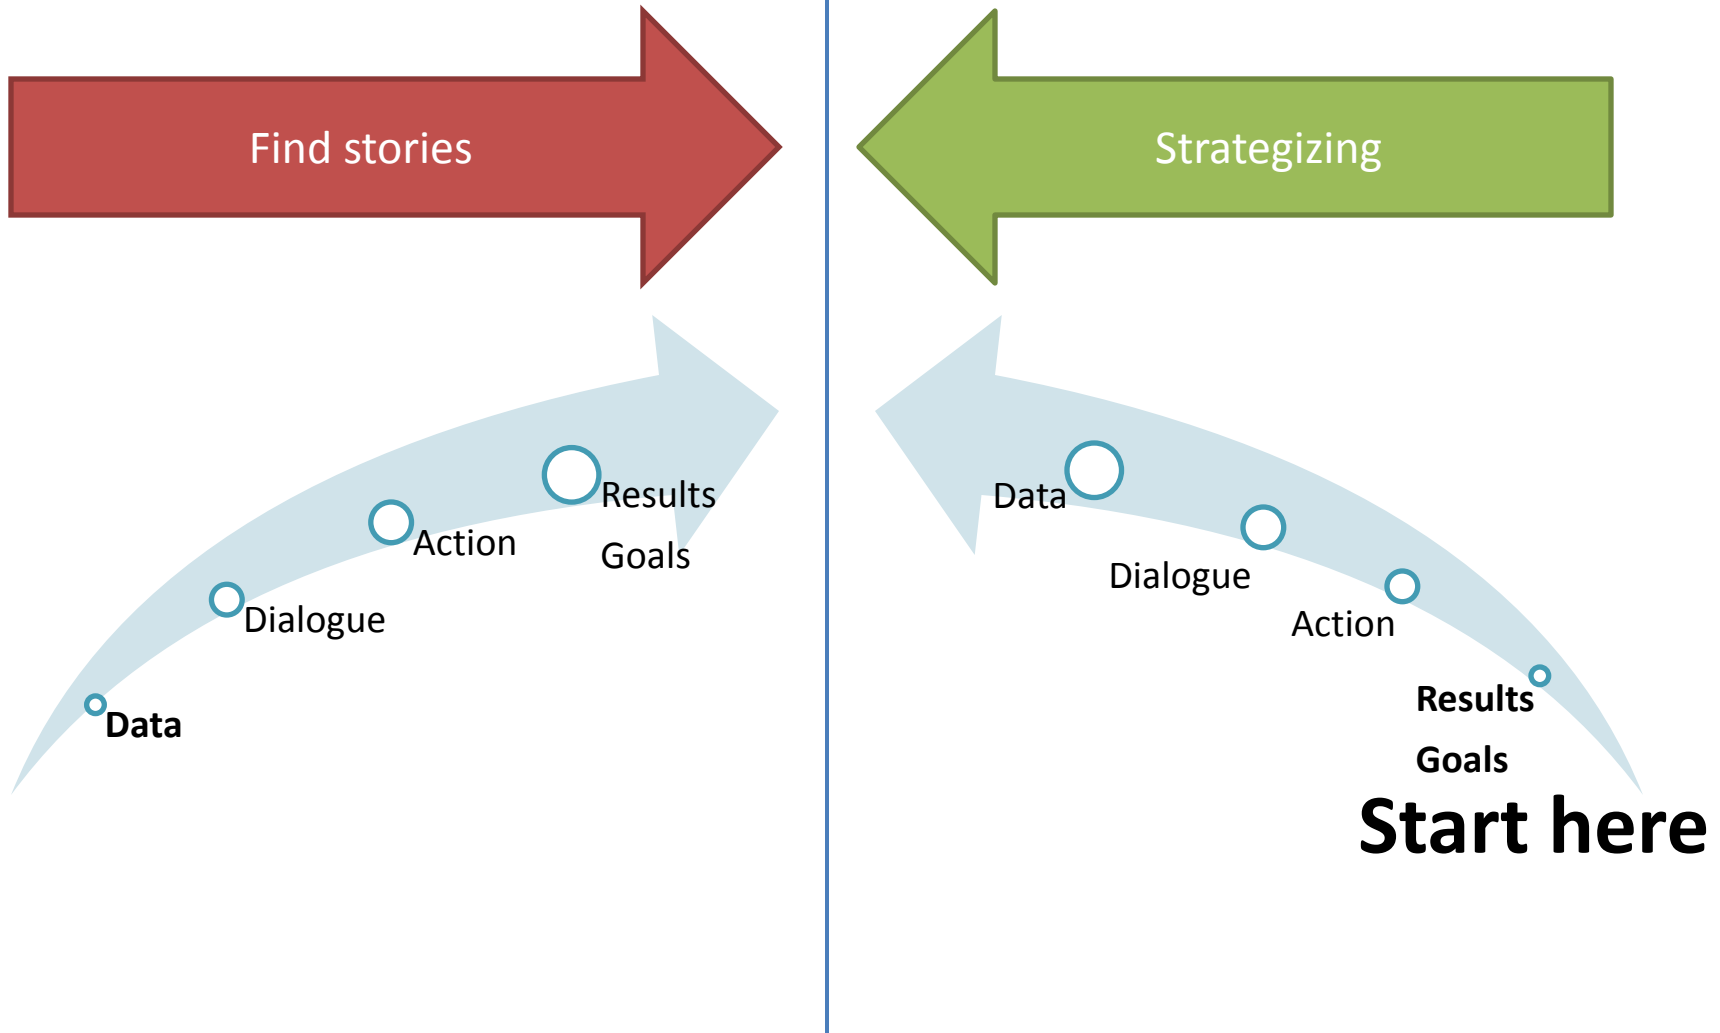 Find stories
Results
Goals
Action
Dialogue
Data
Strategizing
Data
Dialogue
Action
Results
Goals
Start here